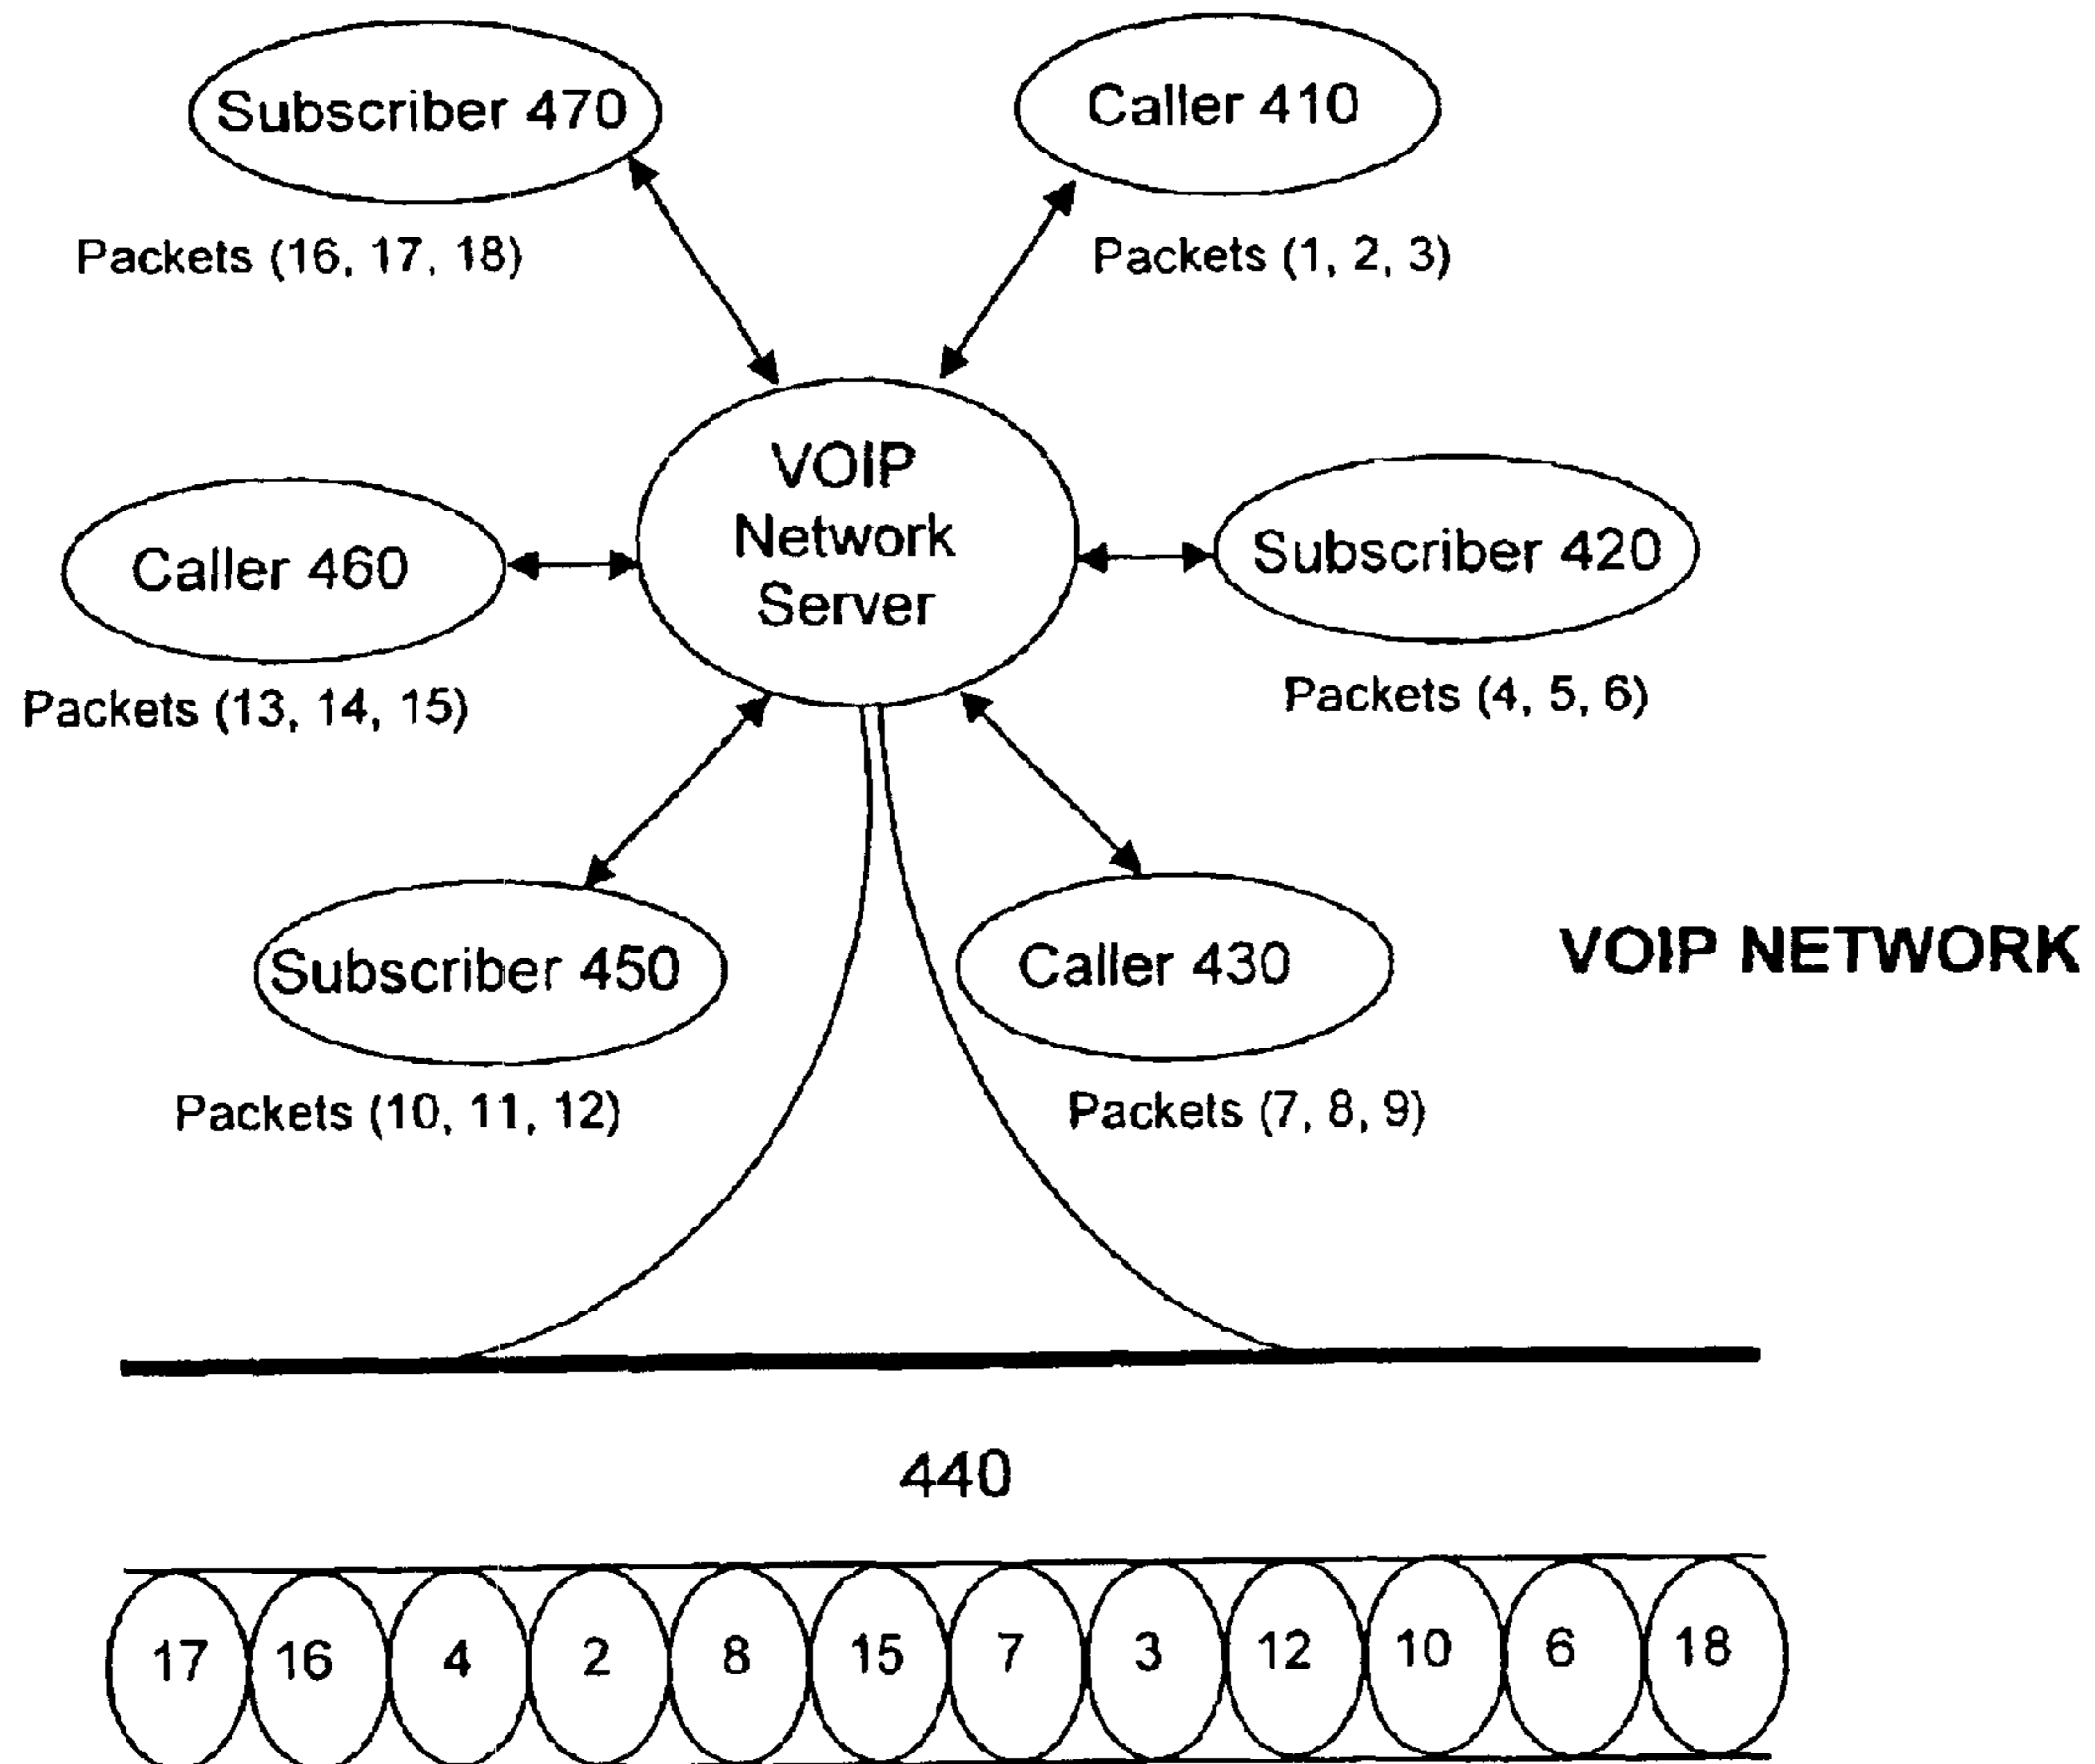 Subscriber 470
Caller 410
Packets (16, 17, 18)
Packets (1, 2, 3)
VOIP
Network
Server
Caller 460
Subscriber 420
Packets (13, 14, 15)
Packets (4, 5, 6)
Subscriber 450
Caller 430
VOIP NETWORK
Packets (10, 11, 12)
Packets (7, 8, 9)
440
17 16 4 2 8 15 7 3 12 10 6 18